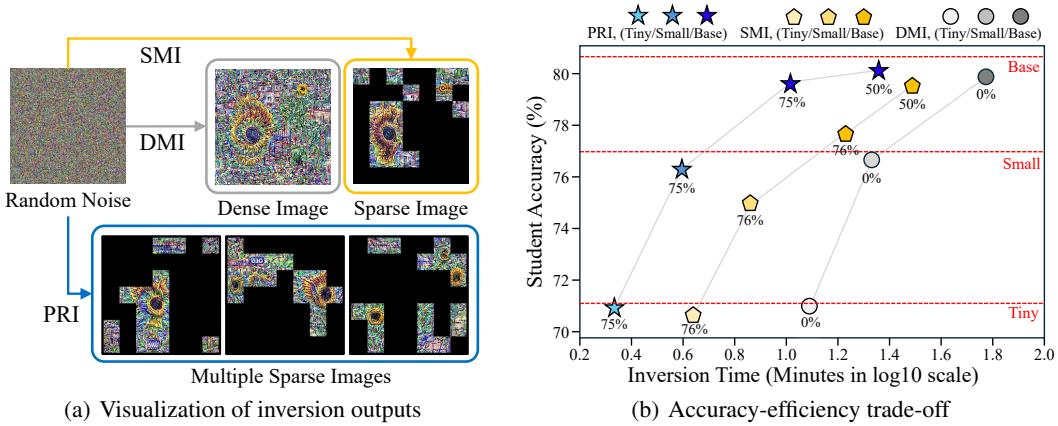 SMI
DMI
Random Noise
Dense Image
Sparse Image
PRI
Multiple Sparse Images
(a) Visualization of inversion outputs
PRI, (Tiny/Small/Base)
SMI, (Tiny/Small/Base)
DMI, (Tiny/Small/Base)
Student Accuracy (%)
80
78
76
74
72
70
Base
Small
Tiny
75%
50%
50%
0%
76%
75%
0%
76%
75%
76%
0%
0.2
0.6
1.0
1.2
1.4
1.6
1.8
2.0
Inversion Time (Minutes in log10 scale)
(b) Accuracy-efficiency trade-off